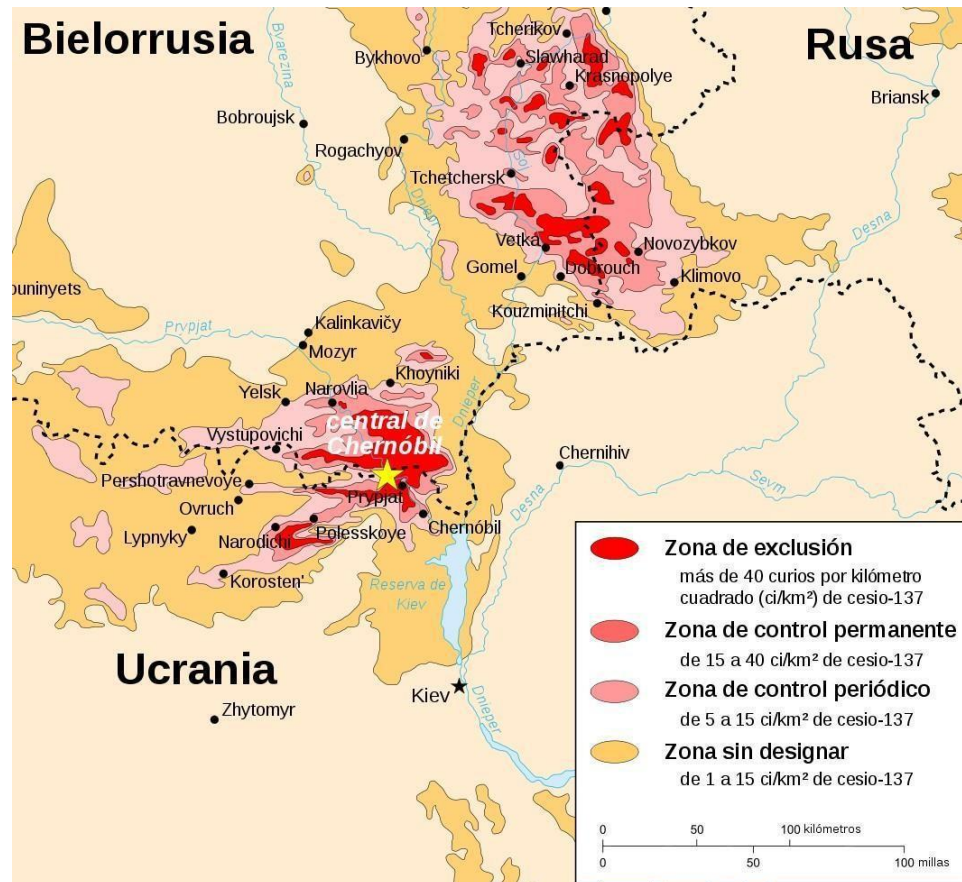 Bielorrusia
Rusa
Tcherikov
Bykhovo
Slawharad
Krasnopolye
Bvarezina
Briansk
Bobroujsk
Rogachyov
Soj
Tchetchersk
Dniepr
Desna
Vetka
Novozybkov
Gomel
Dobrouch
Klimovo
ouninyets
Kouzminitchi
Kalinkavičy
Prvpjat
Mozyr
Khoyniki
Dnieper
Yelsk
Narovlia
central de
Chernóbil
Vystupovichi
Chernihiv
Pershotravnevoye
Prypjat
Sevm
Desna
Ovruch
Chernóbil
Lypnyky
Narodichi
Polesskoye
Korosten'
Reserva de
Kiev
Ucrania
Kiev
Zhytomyr
Dnieper
Zona de exclusión
más de 40 curios por kilómetro
cuadrado (ci/km²) de cesio-137
Zona de control permanente
de 15 a 40 ci/km² de cesio-137
Zona de control periódico
de 5 a 15 ci/km² de cesio-137
Zona sin designar
de 1 a 15 ci/km² de cesio-137
0 50 100 kilómetros
0 50 100 millas